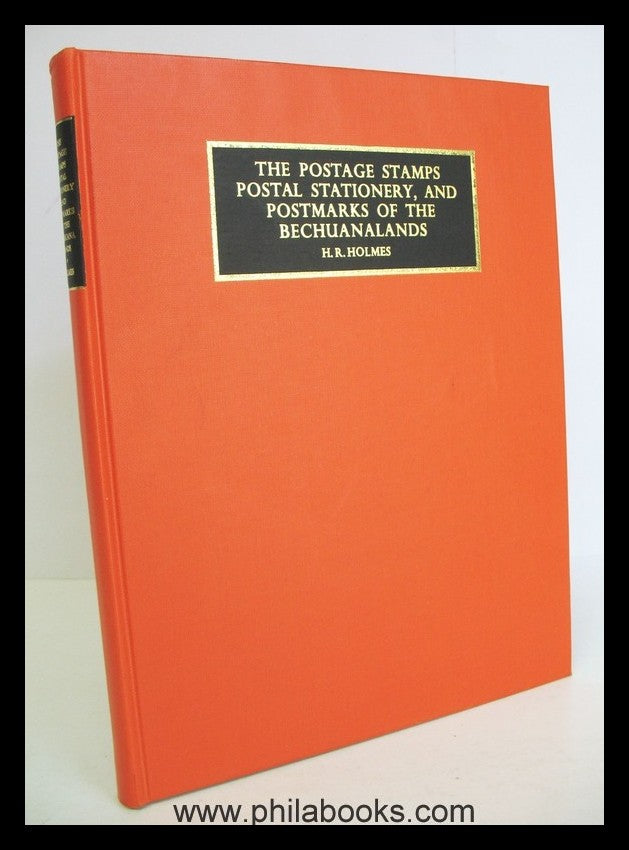 THE POSTAGE STAMPS
POSTAL STATIONERY, AND
POSTMARKS OF THE
BECHUANALANDS
H. R. HOLMES
www.philabooks.com